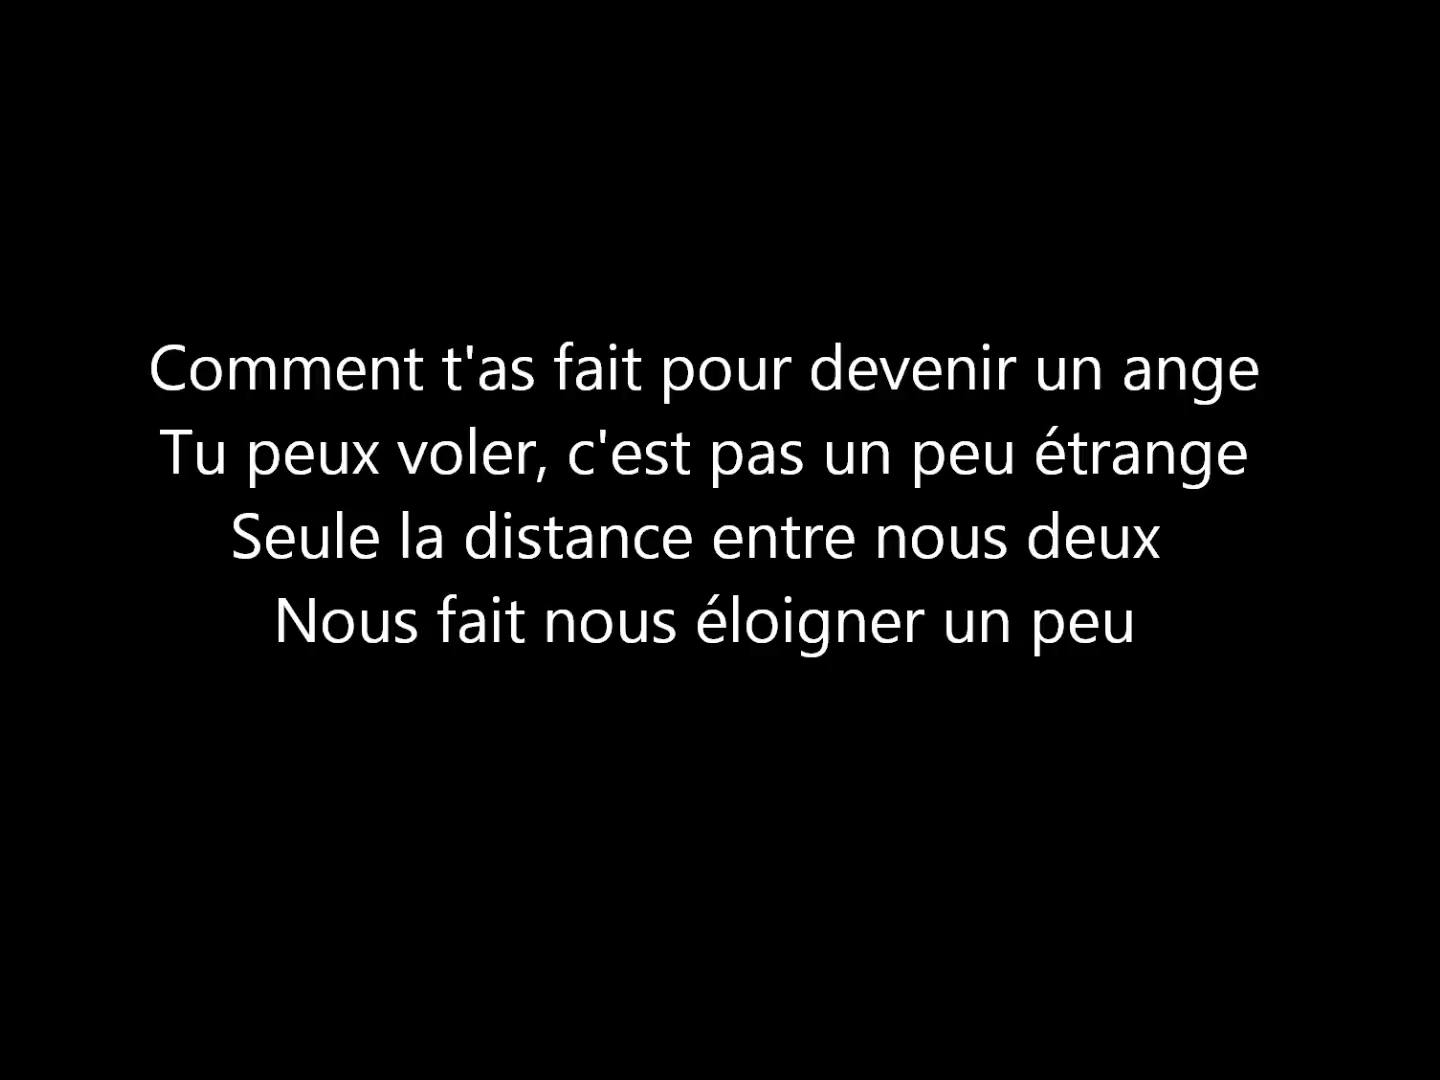 Comment t'as fait pour devenir un ange
Tu peux voler, c'est pas un peu étrange
Seule la distance entre nous deux
Nous fait nous éloigner un peu